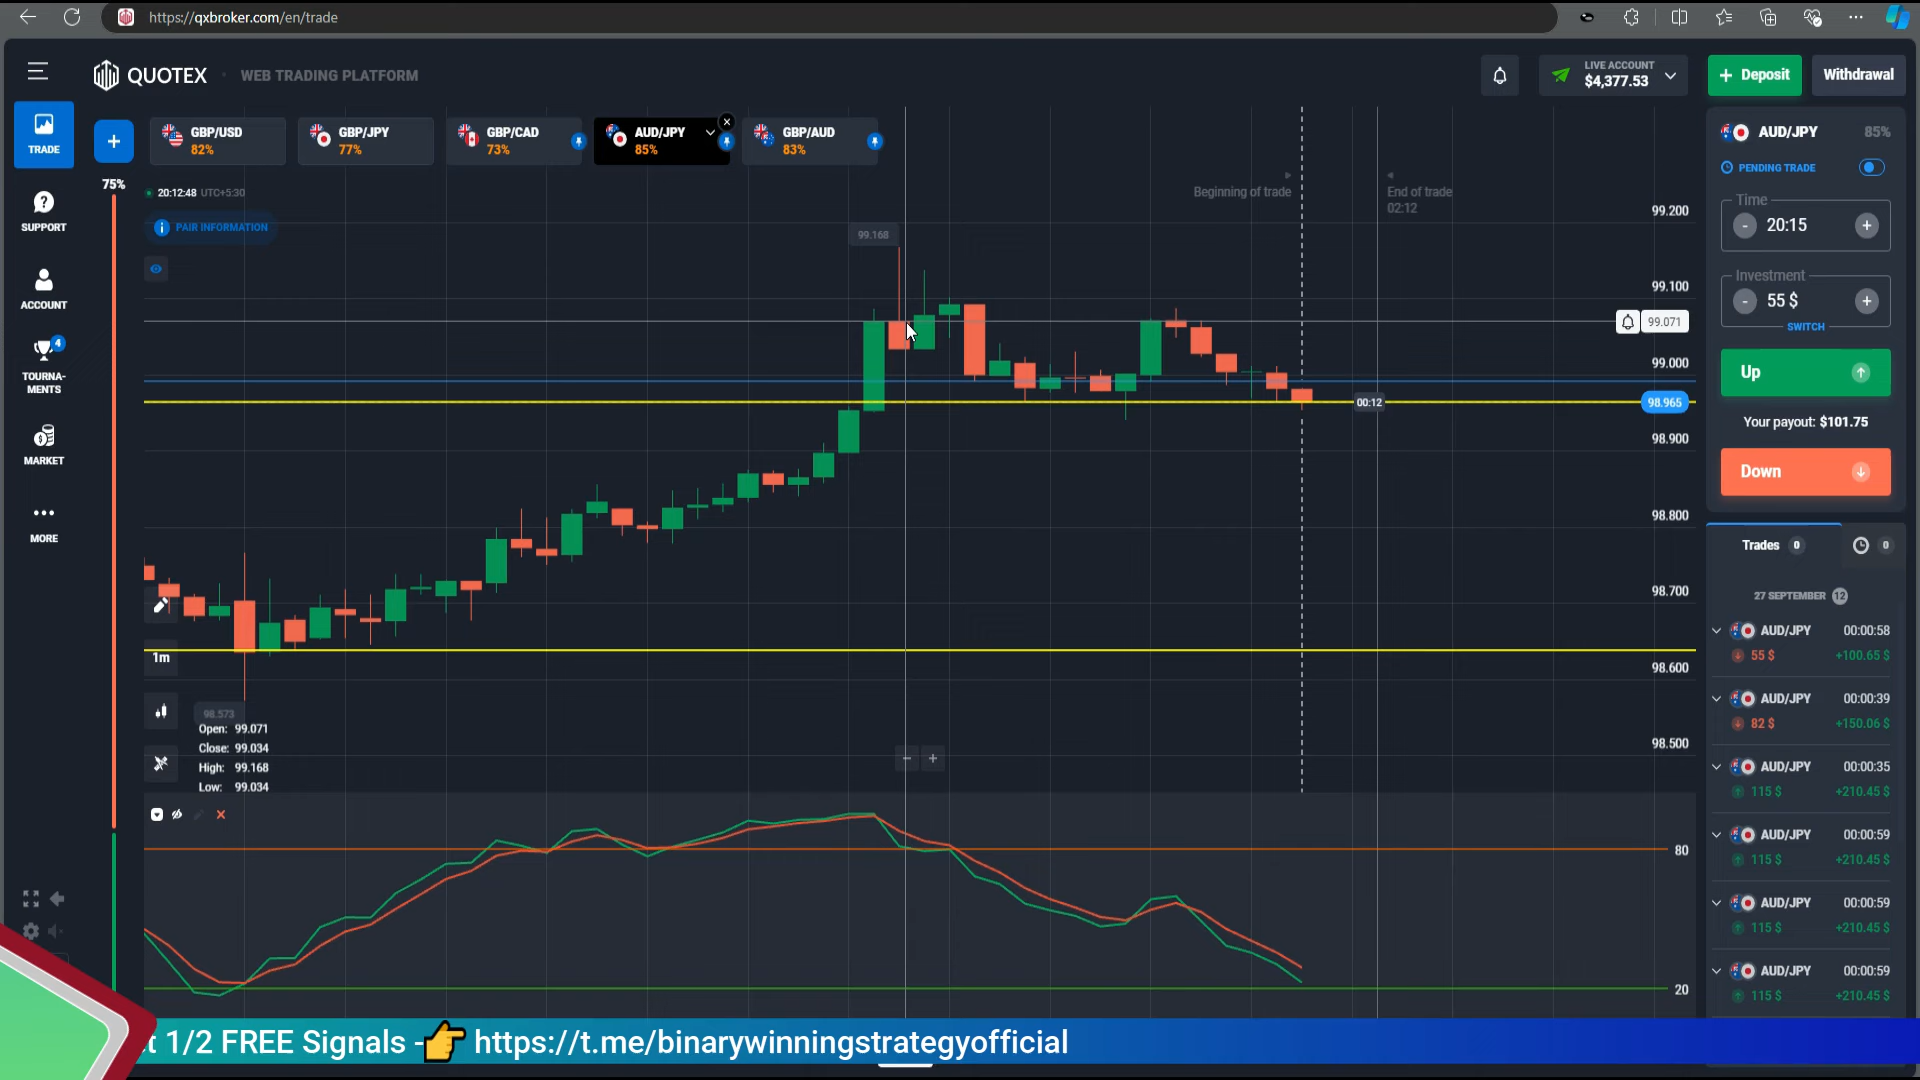 https://qxbroker.com/en/trade
QUOTEX
WEB TRADING PLATFORM
LIVE ACCOUNT
$4,377.53
+ Deposit
Withdrawal
TRADE
SUPPORT
ACCOUNT
4
TOURNA-
MENTS
MARKET
MORE
+
GBP/USD
82%
GBP/JPY
77%
GBP/CAD
73%
AUD/JPY
85%
GBP/AUD
83%
75%
20:12:48 UTC+5:30
PAIR INFORMATION
Beginning of trade
End of trade
02:12
99.168
99.200
99.100
99.071
99.000
00:12
98.965
98.900
98.800
98.700
98.600
98.500
1m
98.573
Open: 99.071
Close: 99.034
High: 99.168
Low: 99.034
- +
80
20
AUD/JPY 85%
PENDING TRADE
Time
- 20:15 +
Investment
- 55 $ +
SWITCH
Up
Your payout: $101.75
Down
Trades 0
0
27 SEPTEMBER 12
AUD/JPY 00:00:58
55 $ +100.65 $
AUD/JPY 00:00:39
82 $ +150.06 $
AUD/JPY 00:00:35
115 $ +210.45 $
AUD/JPY 00:00:59
115 $ +210.45 $
AUD/JPY 00:00:59
115 $ +210.45 $
AUD/JPY 00:00:59
115 $ +210.45 $
t 1/2 FREE Signals - https://t.me/binarywinningstrategyofficial